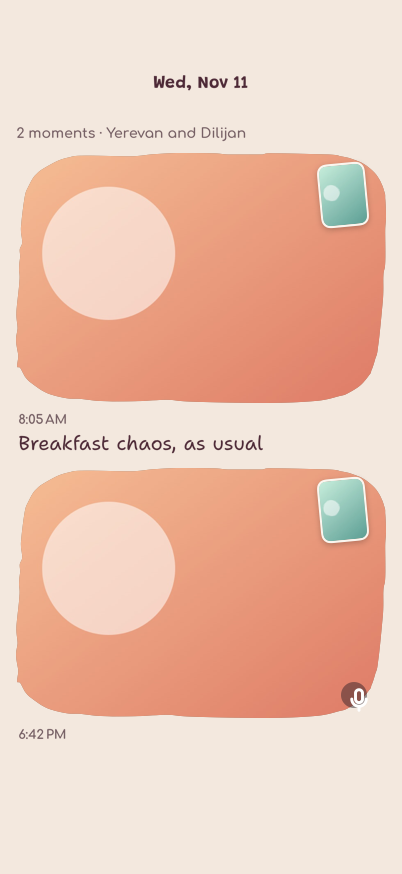 Wed, Nov 11
2 moments · Yerevan and Dilijan
8:05 AM
Breakfast chaos, as usual
6:42 PM